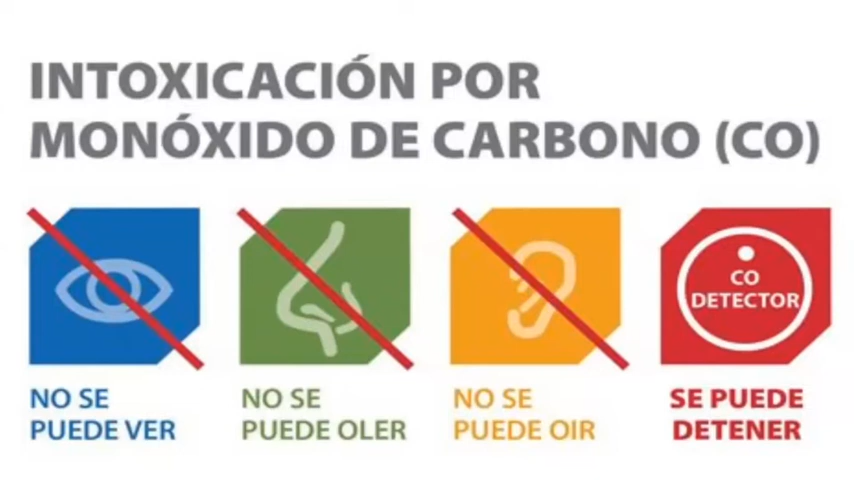 INTOXICACIÓN POR
MONÓXIDO DE CARBONO (CO)
NO SE
PUEDE VER
NO SE
PUEDE OLER
NO SE
PUEDE OIR
CO
DETECTOR
SE PUEDE
DETENER